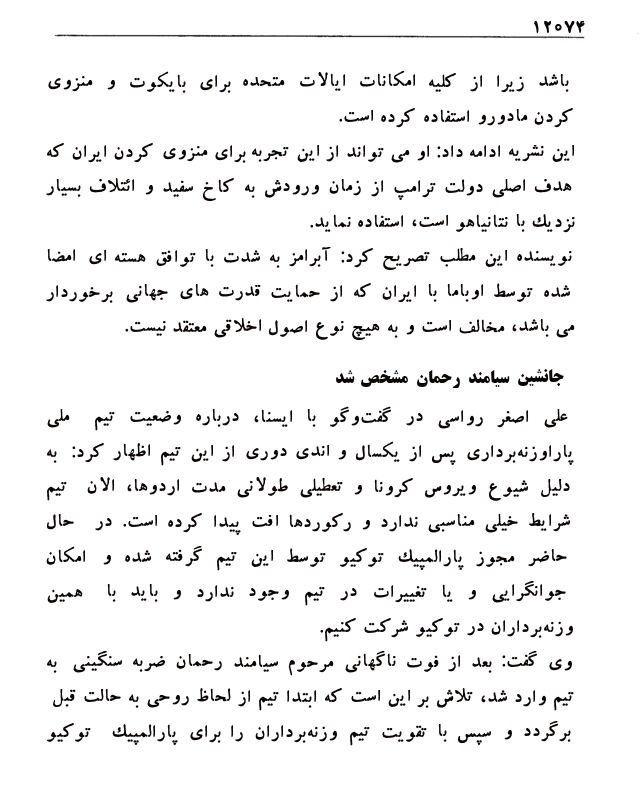 ۱۲۰۷۴
باشد زیرا از کلیه امکانات ایالات متحده برای بایکوت و منزوی
کردن مادورو استفاده کرده است.
این نشریه ادامه داد: او می تواند از این تجربه برای منزوی کردن ایران که
هدف اصلی دولت ترامپ از زمان ورودش به کاخ سفید و ائتلاف بسیار
نزدیك با نتانیاهو است، استفاده نماید.
نویسنده این مطلب تصریح کرد: آبرامز به شدت با توافق هسته ای امضا
شده توسط اوباما با ایران که از حمایت قدرت های جهانی برخوردار
می باشد، مخالف است و به هیچ نوع اصول اخلاقی معتقد نیست.
جانشین سیامند رحمان مشخص شد
علی اصغر رواسی در گفت‌وگو با ایسنا، درباره وضعیت تیم ملی
پاراوزنه‌برداری پس از یکسال و اندی دوری از این تیم اظهار کرد: به
دلیل شیوع ویروس کرونا و تعطیلی طولانی مدت اردوها، الان تیم
شرایط خیلی مناسبی ندارد و رکوردها افت پیدا کرده است. در حال
حاضر مجوز پارالمپیك توکیو توسط این تیم گرفته شده و امکان
جوانگرایی و یا تغییرات در تیم وجود ندارد و باید با همین
وزنه‌برداران در توکیو شرکت کنیم.
وی گفت: بعد از فوت ناگهانی مرحوم سیامند رحمان ضربه سنگینی به
تیم وارد شد، تلاش بر این است که ابتدا تیم از لحاظ روحی به حالت قبل
برگردد و سپس با تقویت تیم وزنه‌برداران را برای پارالمپیك توکیو